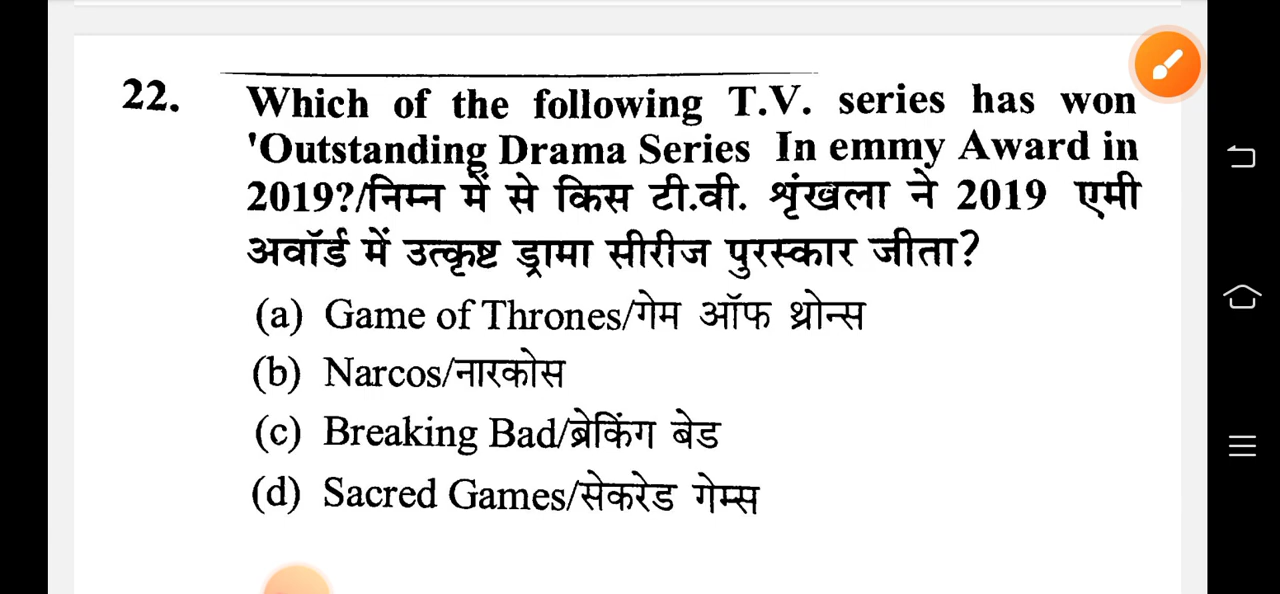 22. Which of the following T.V. series has won
'Outstanding Drama Series In emmy Award in
2019?/निम्न में से किस टी.वी. शृंखला ने 2019 एमी
अवॉर्ड में उत्कृष्ट ड्रामा सीरीज पुरस्कार जीता?
(a) Game of Thrones/गेम ऑफ थ्रोन्स
(b) Narcos/नारकोस
(c) Breaking Bad/ब्रेकिंग बेड
(d) Sacred Games/सेकरेड गेम्स